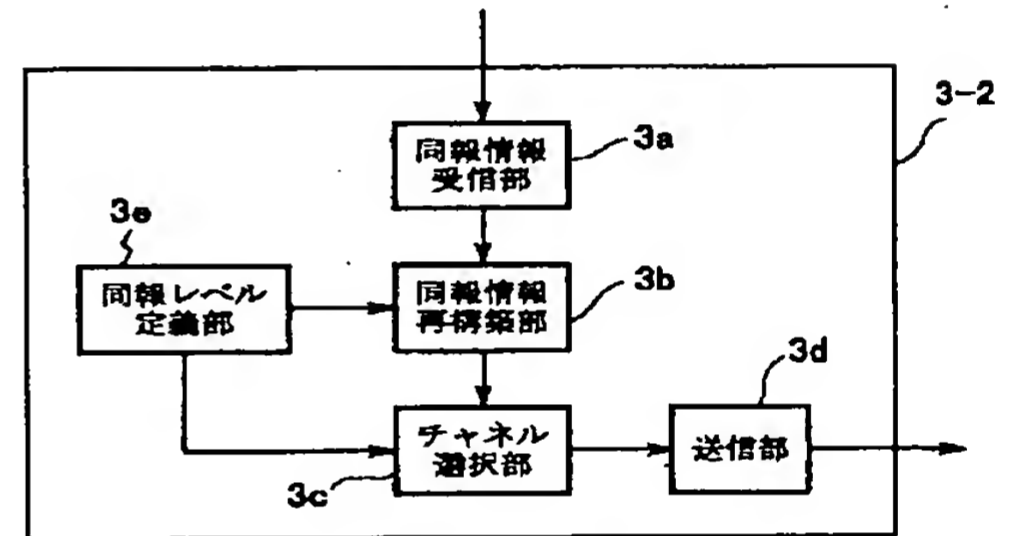 3-2
同報情報
受信部
3a
3e
同報レベル
定義部
同報情報
再構築部
3b
チャネル
選択部
3c
3d
送信部